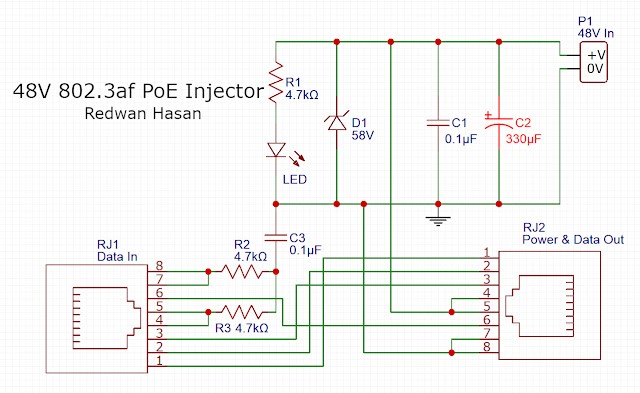 48V 802.3af PoE Injector
Redwan Hasan
P1
48V In
+V
0V
R1
4.7kΩ
LED
D1
58V
C1
0.1µF
+
C2
330µF
C3
0.1µF
RJ1
Data In
R2
4.7kΩ
R3 4.7kΩ
8
7
6
5
4
3
2
1
RJ2
Power & Data Out
1
2
3
4
5
6
7
8